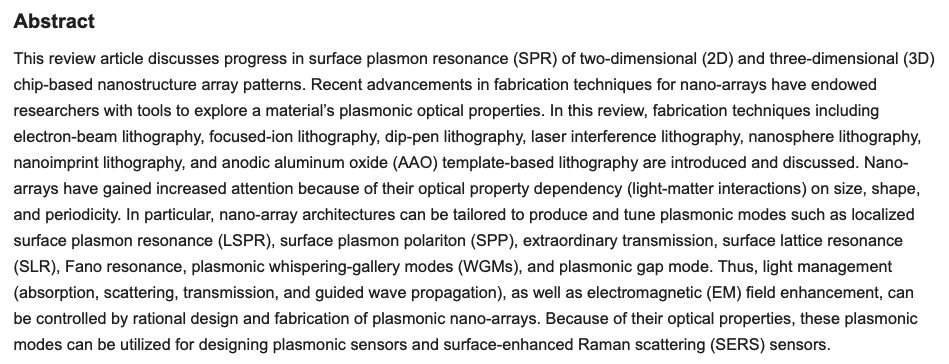 Abstract
This review article discusses progress in surface plasmon resonance (SPR) of two-dimensional (2D) and three-dimensional (3D)
chip-based nanostructure array patterns. Recent advancements in fabrication techniques for nano-arrays have endowed
researchers with tools to explore a material's plasmonic optical properties. In this review, fabrication techniques including
electron-beam lithography, focused-ion lithography, dip-pen lithography, laser interference lithography, nanosphere lithography,
nanoimprint lithography, and anodic aluminum oxide (AAO) template-based lithography are introduced and discussed. Nano-
arrays have gained increased attention because of their optical property dependency (light-matter interactions) on size, shape,
and periodicity. In particular, nano-array architectures can be tailored to produce and tune plasmonic modes such as localized
surface plasmon resonance (LSPR), surface plasmon polariton (SPP), extraordinary transmission, surface lattice resonance
(SLR), Fano resonance, plasmonic whispering-gallery modes (WGMs), and plasmonic gap mode. Thus, light management
(absorption, scattering, transmission, and guided wave propagation), as well as electromagnetic (EM) field enhancement, can
be controlled by rational design and fabrication of plasmonic nano-arrays. Because of their optical properties, these plasmonic
modes can be utilized for designing plasmonic sensors and surface-enhanced Raman scattering (SERS) sensors.